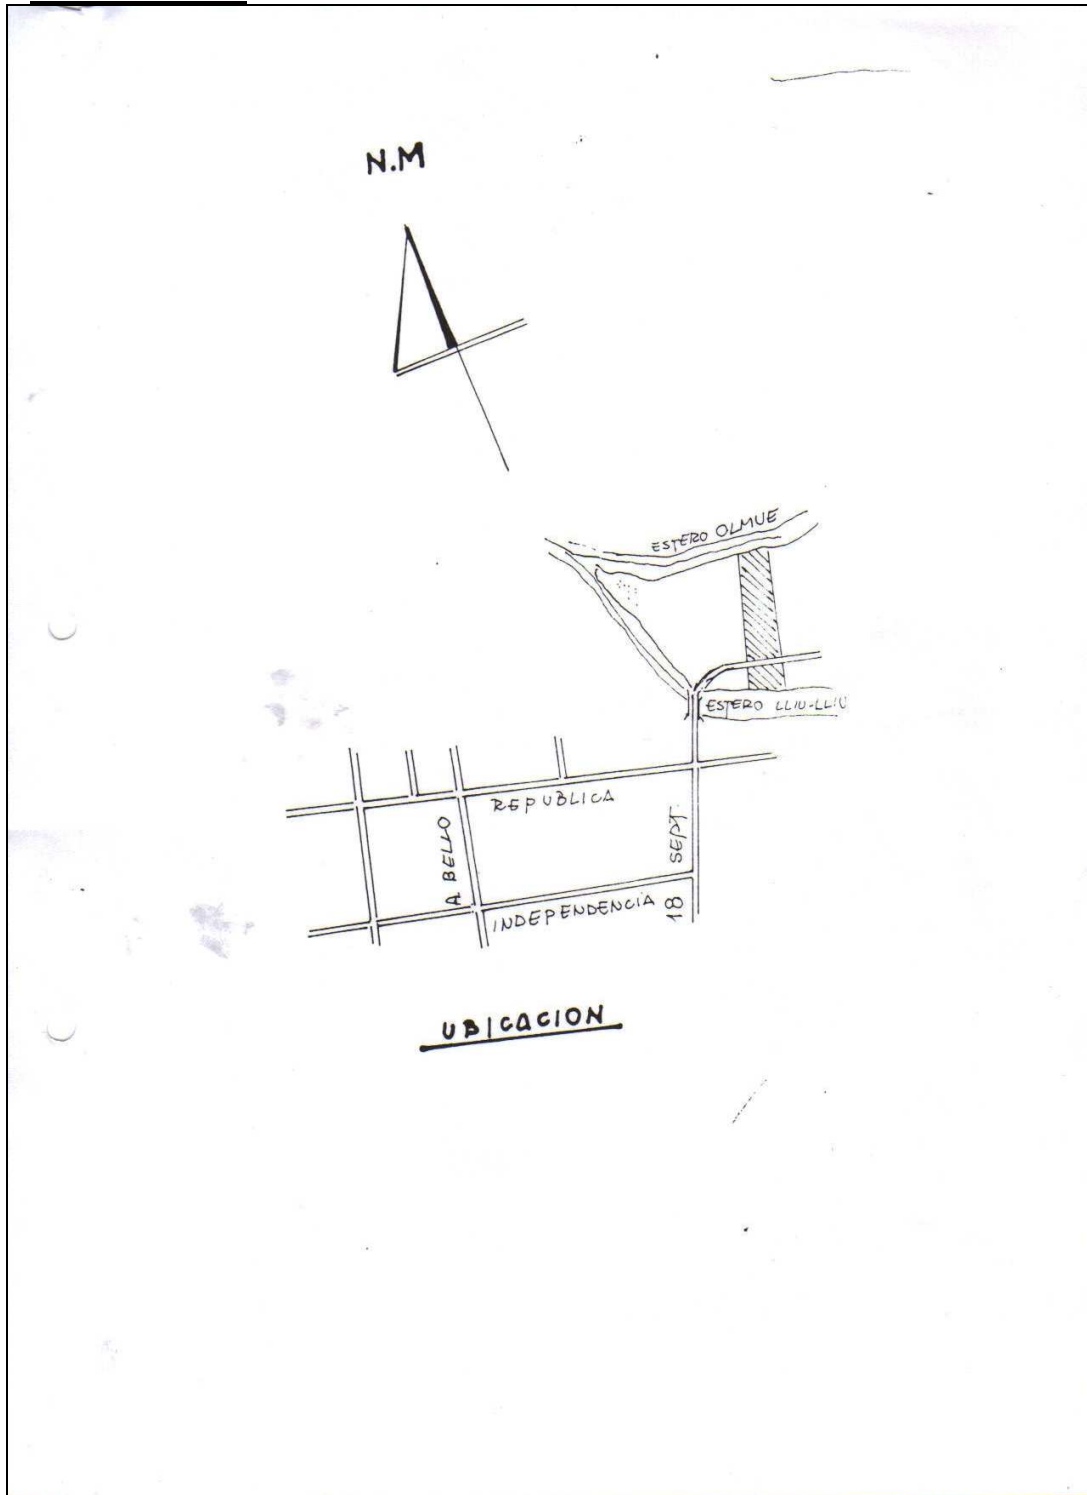 N.M
ESTERO OLMUE
ESTERO LLIU-LLIU
REPUBLICA
A BELLO
18 SEPT.
INDEPENDENCIA
UBICACION